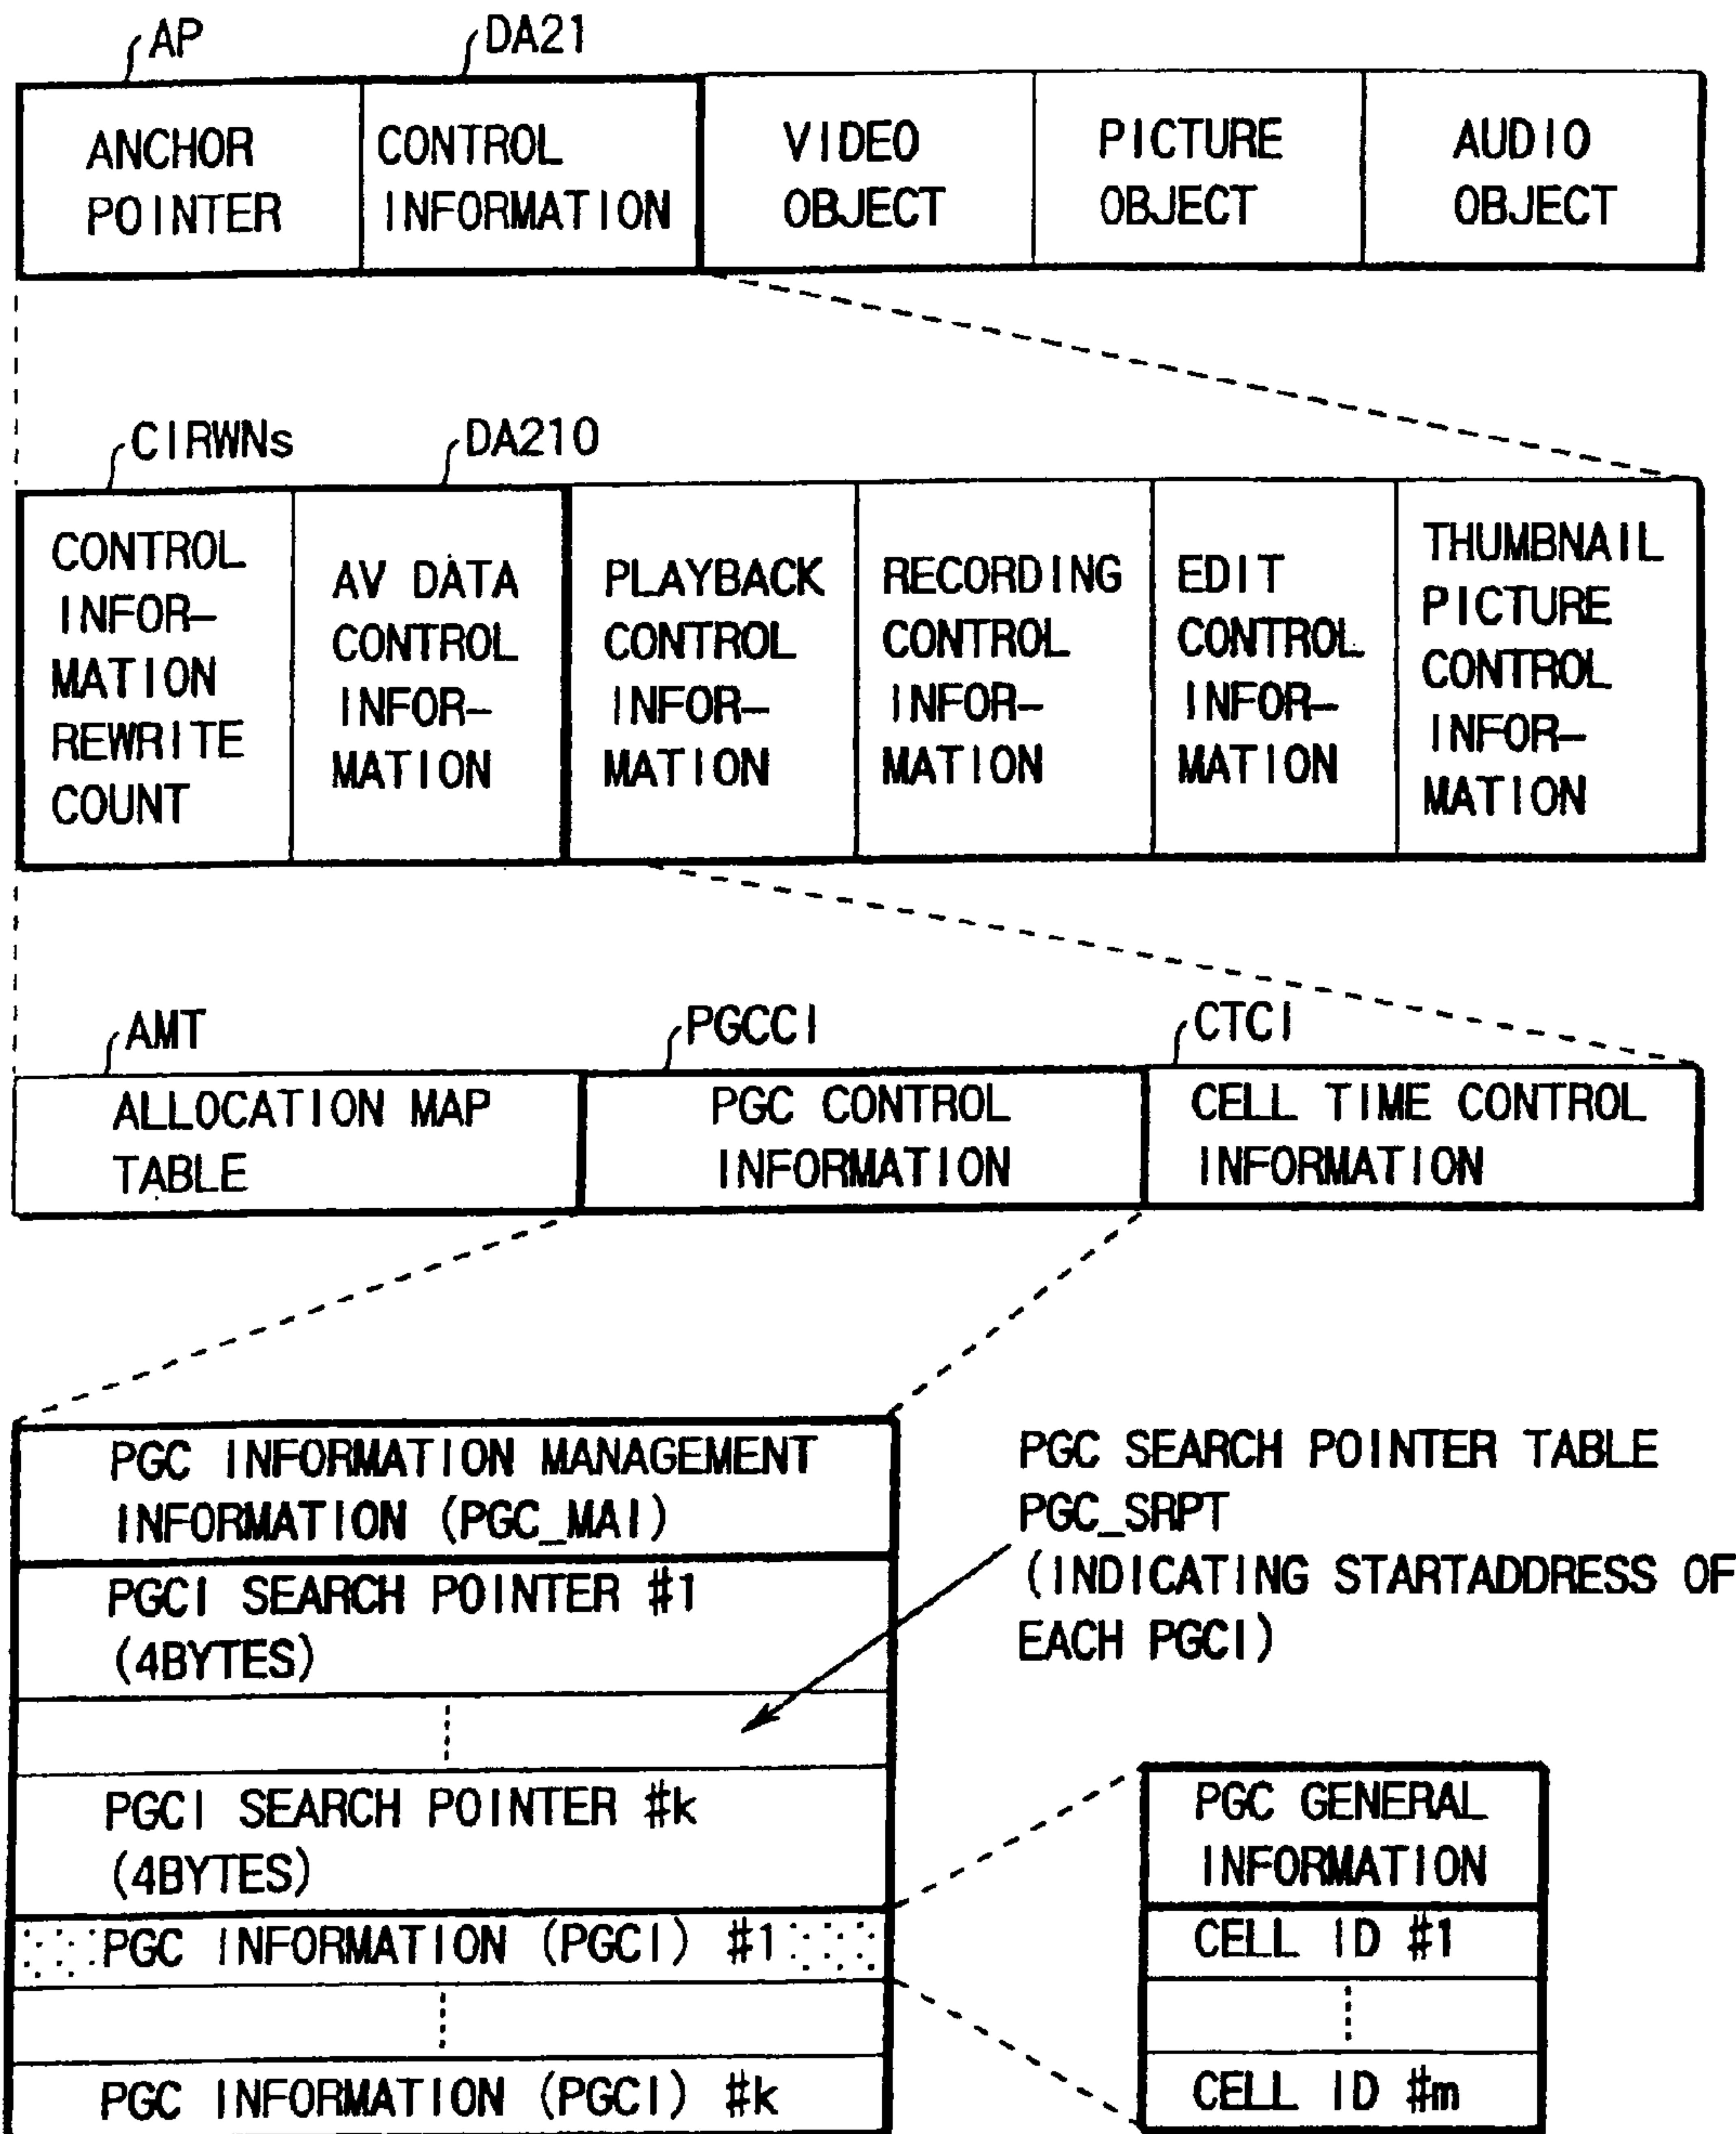 AP
DA21
ANCHOR
POINTER
CONTROL
INFORMATION
VIDEO
OBJECT
PICTURE
OBJECT
AUDIO
OBJECT
CIRWNs
DA210
CONTROL
INFOR-
MATION
REWRITE
COUNT
AV DATA
CONTROL
INFOR-
MATION
PLAYBACK
CONTROL
INFOR-
MATION
RECORDING
CONTROL
INFOR-
MATION
EDIT
CONTROL
INFOR-
MATION
THUMBNAIL
PICTURE
CONTROL
INFOR-
MATION
AMT
PGCCI
CTCI
ALLOCATION MAP
TABLE
PGC CONTROL
INFORMATION
CELL TIME CONTROL
INFORMATION
PGC INFORMATION MANAGEMENT
INFORMATION (PGC_MAI)
PGCI SEARCH POINTER #1
(4BYTES)
PGCI SEARCH POINTER #k
(4BYTES)
PGC INFORMATION (PGCI) #1
PGC INFORMATION (PGCI) #k
PGC SEARCH POINTER TABLE
PGC_SRPT
(INDICATING STARTADDRESS OF
EACH PGCI)
PGC GENERAL
INFORMATION
CELL ID #1
CELL ID #m